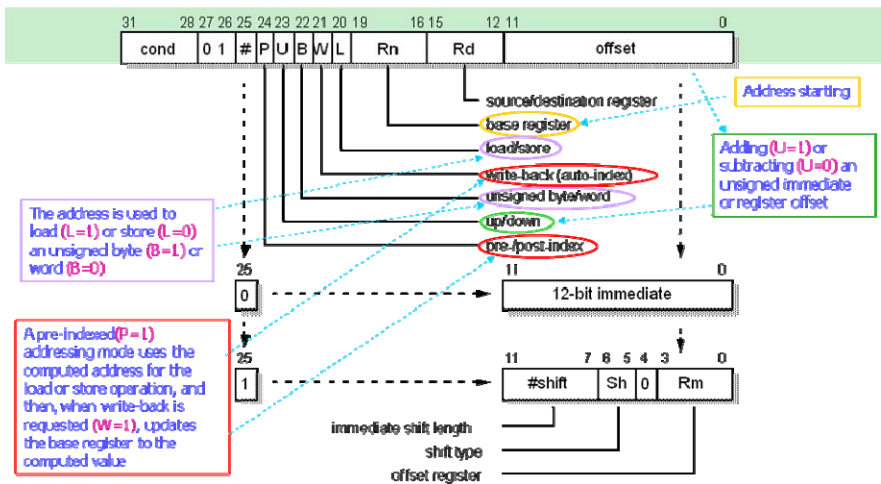 31 28 27 26 25 24 23 22 21 20 19 16 15 12 11 0
cond 0 1 # P U B W L Rn Rd offset
source/destination register
base register
load/store
write-back (auto-index)
unsigned byte/word
up/down
pre-/post-index
Address starting
Adding (U=1) or
subtracting (U=0) an
unsigned immediate
or register offset
The address is used to
load (L=1) or store (L=0)
an unsigned byte (B=1) or
word (B=0)
25 11 0
0 12-bit immediate
A pre-indexed(P=1)
addressing mode uses the
computed address for the
load or store operation, and
then, when write-back is
requested (W=1), updates
the base register to the
computed value
25 11 7 6 5 4 3 0
1 #shift Sh 0 Rm
immediate shift length
shift type
offset register